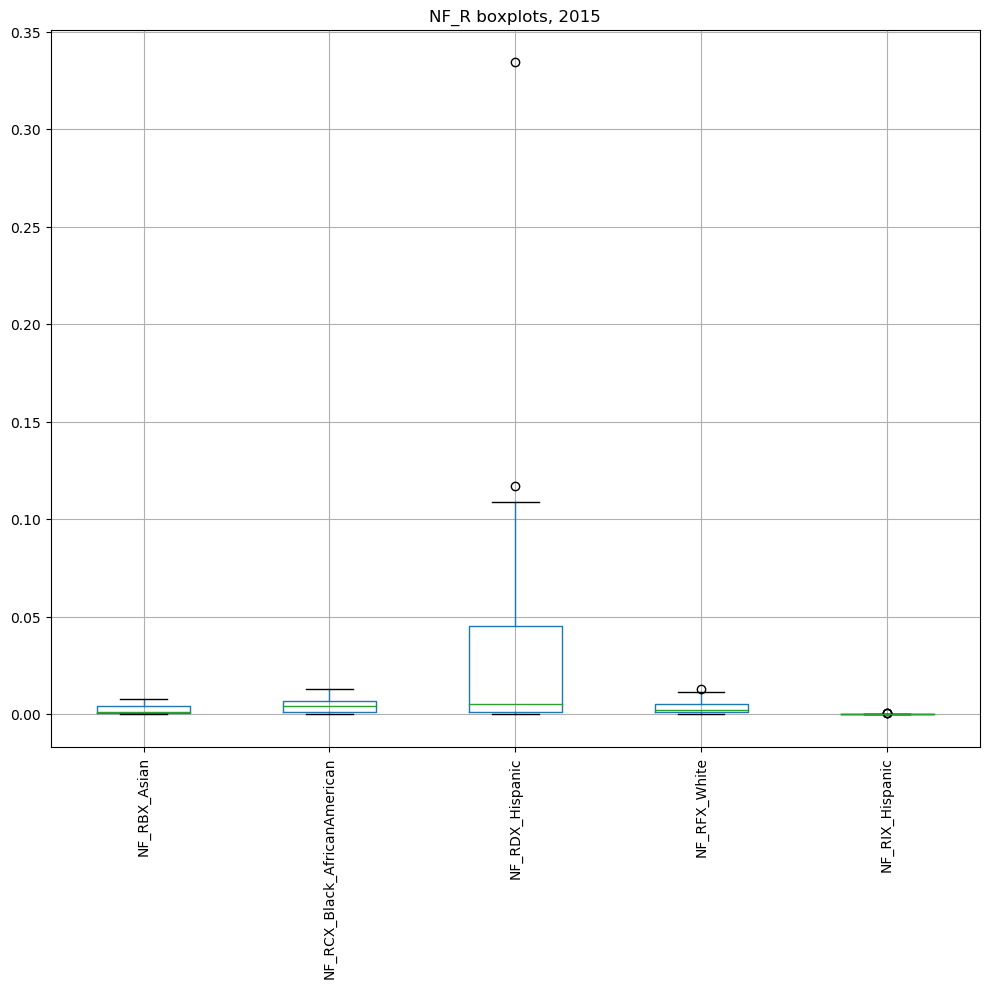 NF_R boxplots, 2015
0.35
0.30
0.25
0.20
0.15
0.10
0.05
0.00
NF_RBX_Asian
NF_RCX_Black_AfricanAmerican
NF_RDX_Hispanic
NF_RFX_White
NF_RIX_Hispanic